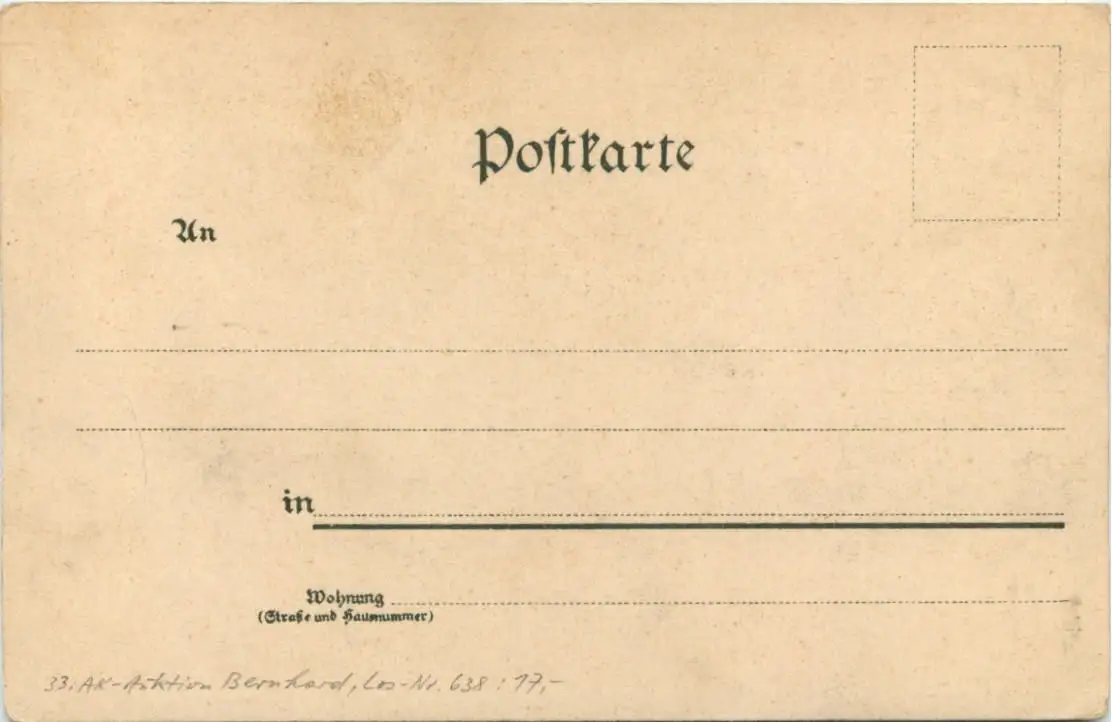 Postkarte
An
in
Wohnung
(Straße und Hausnummer)
33. AK-Auktion Bernhard, Los-Nr. 638 : 17,-